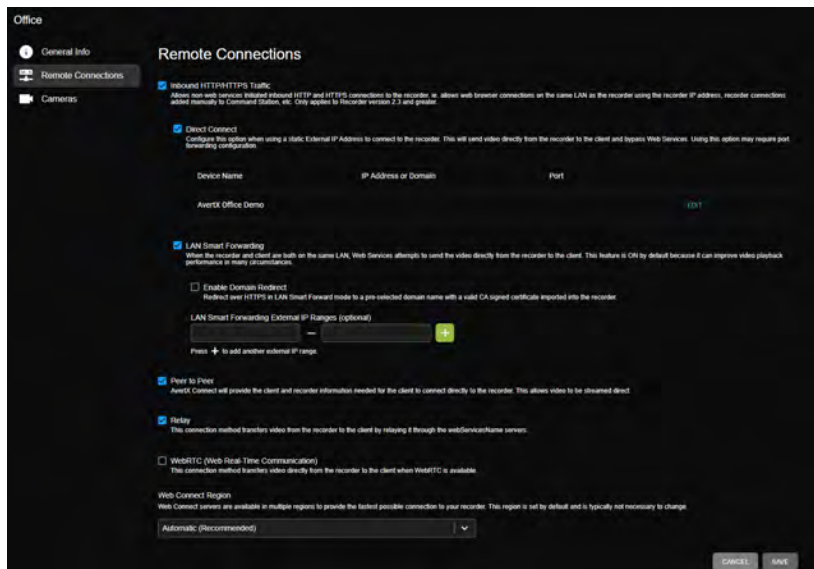 Office
General Info
Remote Connections
Cameras
Remote Connections
Inbound HTTP/HTTPS Traffic
Allows non-web services initiated inbound HTTP and HTTPS connections to the recorder, ie. allows web browser connections on the same LAN as the recorder using the recorder IP address, recorder connections
added manually to Command Station, etc. Only applies to Recorder version 2.3 and greater.
Direct Connect
Configure this option when using a static External IP Address to connect to the recorder. This will send video directly from the recorder to the client and bypass Web Services. Using this option may require port
forwarding configuration.
Device Name IP Address or Domain Port
AvertX Office Demo EDIT
LAN Smart Forwarding
When the recorder and client are both on the same LAN, Web Services attempts to send the video directly from the recorder to the client. This feature is ON by default because it can improve video playback
performance in many circumstances.
Enable Domain Redirect
Redirect over HTTPS in LAN Smart Forward mode to a pre-selected domain name with a valid CA signed certificate imported into the recorder.
LAN Smart Forwarding External IP Ranges (optional)
—
+
Press + to add another external IP range.
Peer to Peer
AvertX Connect will provide the client and recorder information needed for the client to connect directly to the recorder. This allows video to be streamed direct.
Relay
This connection method transfers video from the recorder to the client by relaying it through the webServicesName servers.
WebRTC (Web Real-Time Communication)
This connection method transfers video directly from the recorder to the client when WebRTC is available.
Web Connect Region
Web Connect servers are available in multiple regions to provide the fastest possible connection to your recorder. This region is set by default and is typically not necessary to change.
Automatic (Recommended)
CANCEL SAVE